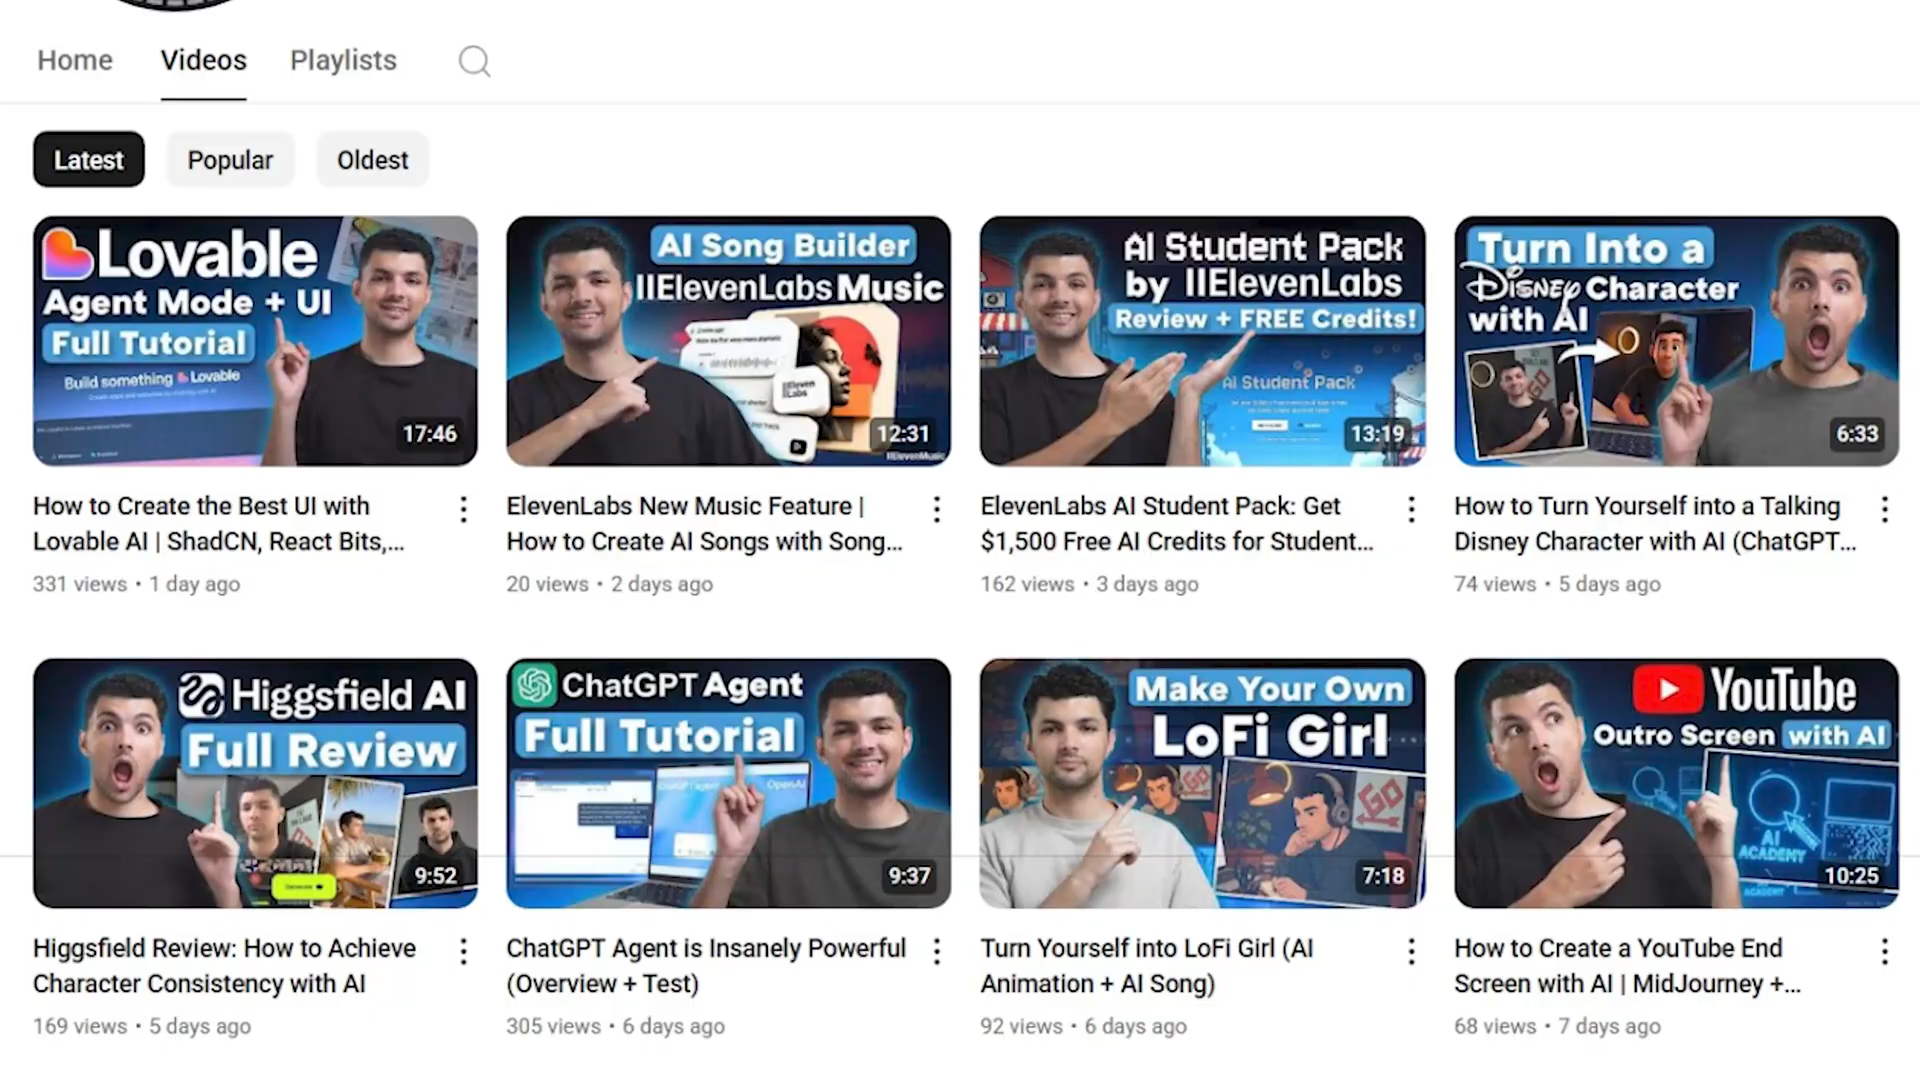 Home Videos Playlists
Latest Popular Oldest
Lovable
Agent Mode + UI
Full Tutorial
Build something Lovable
17:46
AI Song Builder
IIElevenLabs Music
IIElevenLabs
12:31
AI Student Pack
by IIElevenLabs
Review + FREE Credits!
AI Student Pack
13:19
Turn Into a
Disney Character
with AI
6:33
How to Create the Best UI with
Lovable AI | ShadCN, React Bits,...
331 views • 1 day ago
ElevenLabs New Music Feature |
How to Create AI Songs with Song...
20 views • 2 days ago
ElevenLabs AI Student Pack: Get
$1,500 Free AI Credits for Student...
162 views • 3 days ago
How to Turn Yourself into a Talking
Disney Character with AI (ChatGPT...
74 views • 5 days ago
Higgsfield AI
Full Review
9:52
ChatGPT Agent
Full Tutorial
OpenAI
9:37
Make Your Own
LoFi Girl
GO
7:18
YouTube
Outro Screen with AI
AI
ACADEMY
10:25
Higgsfield Review: How to Achieve
Character Consistency with AI
169 views • 5 days ago
ChatGPT Agent is Insanely Powerful
(Overview + Test)
305 views • 6 days ago
Turn Yourself into LoFi Girl (AI
Animation + AI Song)
92 views • 6 days ago
How to Create a YouTube End
Screen with AI | MidJourney +...
68 views • 7 days ago